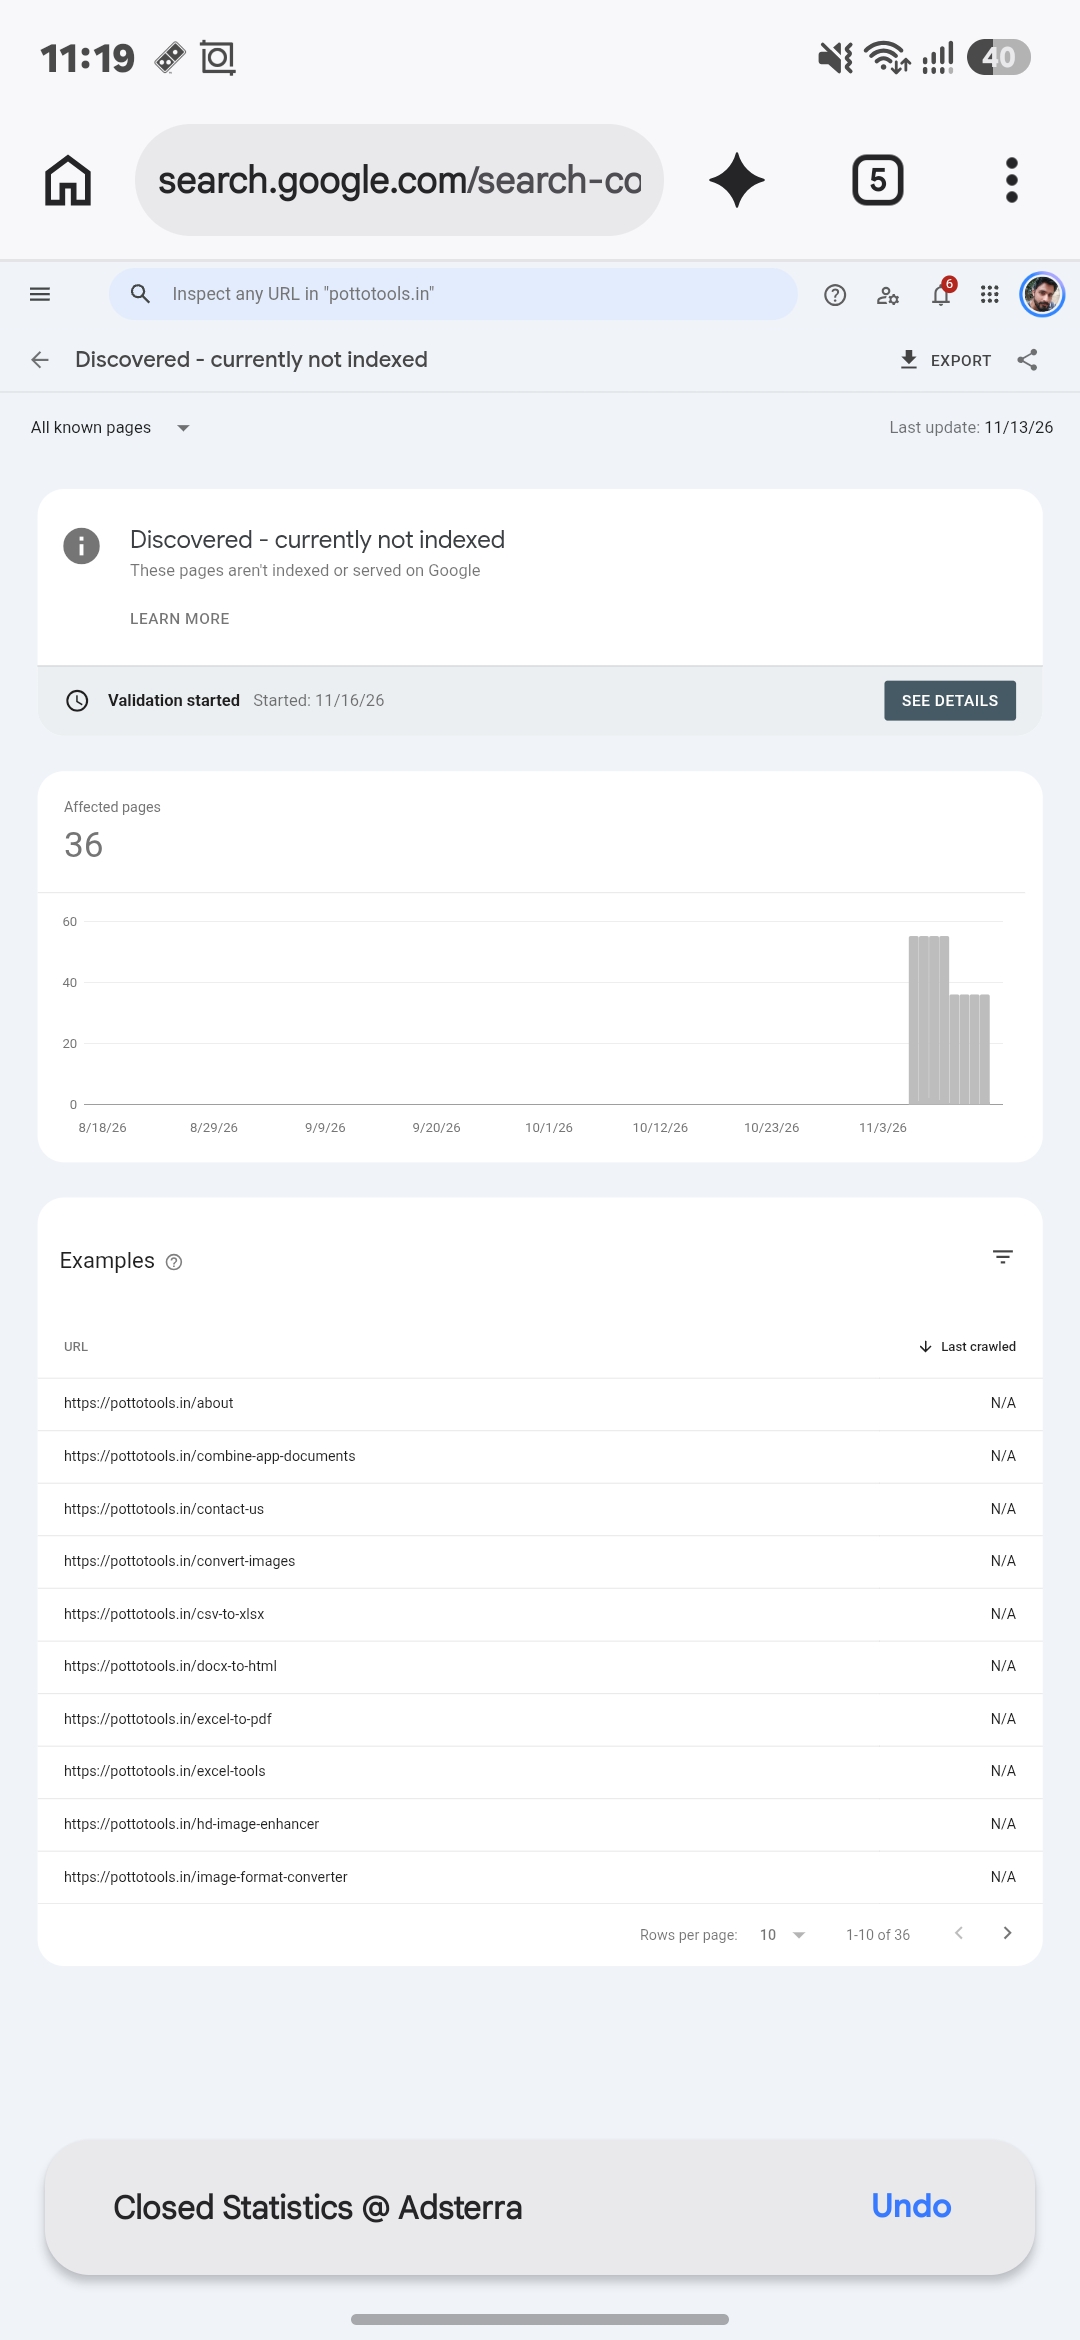 11:19
40
search.google.com/search-co
5
Inspect any URL in "pottotools.in"
6
Discovered - currently not indexed
EXPORT
All known pages
Last update: 11/13/26
Discovered - currently not indexed
These pages aren't indexed or served on Google
LEARN MORE
Validation started Started: 11/16/26
SEE DETAILS
Affected pages
36
60
40
20
0
8/18/26 8/29/26 9/9/26 9/20/26 10/1/26 10/12/26 10/23/26 11/3/26
Examples
URL Last crawled
https://pottotools.in/about N/A
https://pottotools.in/combine-app-documents N/A
https://pottotools.in/contact-us N/A
https://pottotools.in/convert-images N/A
https://pottotools.in/csv-to-xlsx N/A
https://pottotools.in/docx-to-html N/A
https://pottotools.in/excel-to-pdf N/A
https://pottotools.in/excel-tools N/A
https://pottotools.in/hd-image-enhancer N/A
https://pottotools.in/image-format-converter N/A
Rows per page: 10 1-10 of 36
Closed Statistics @ Adsterra Undo